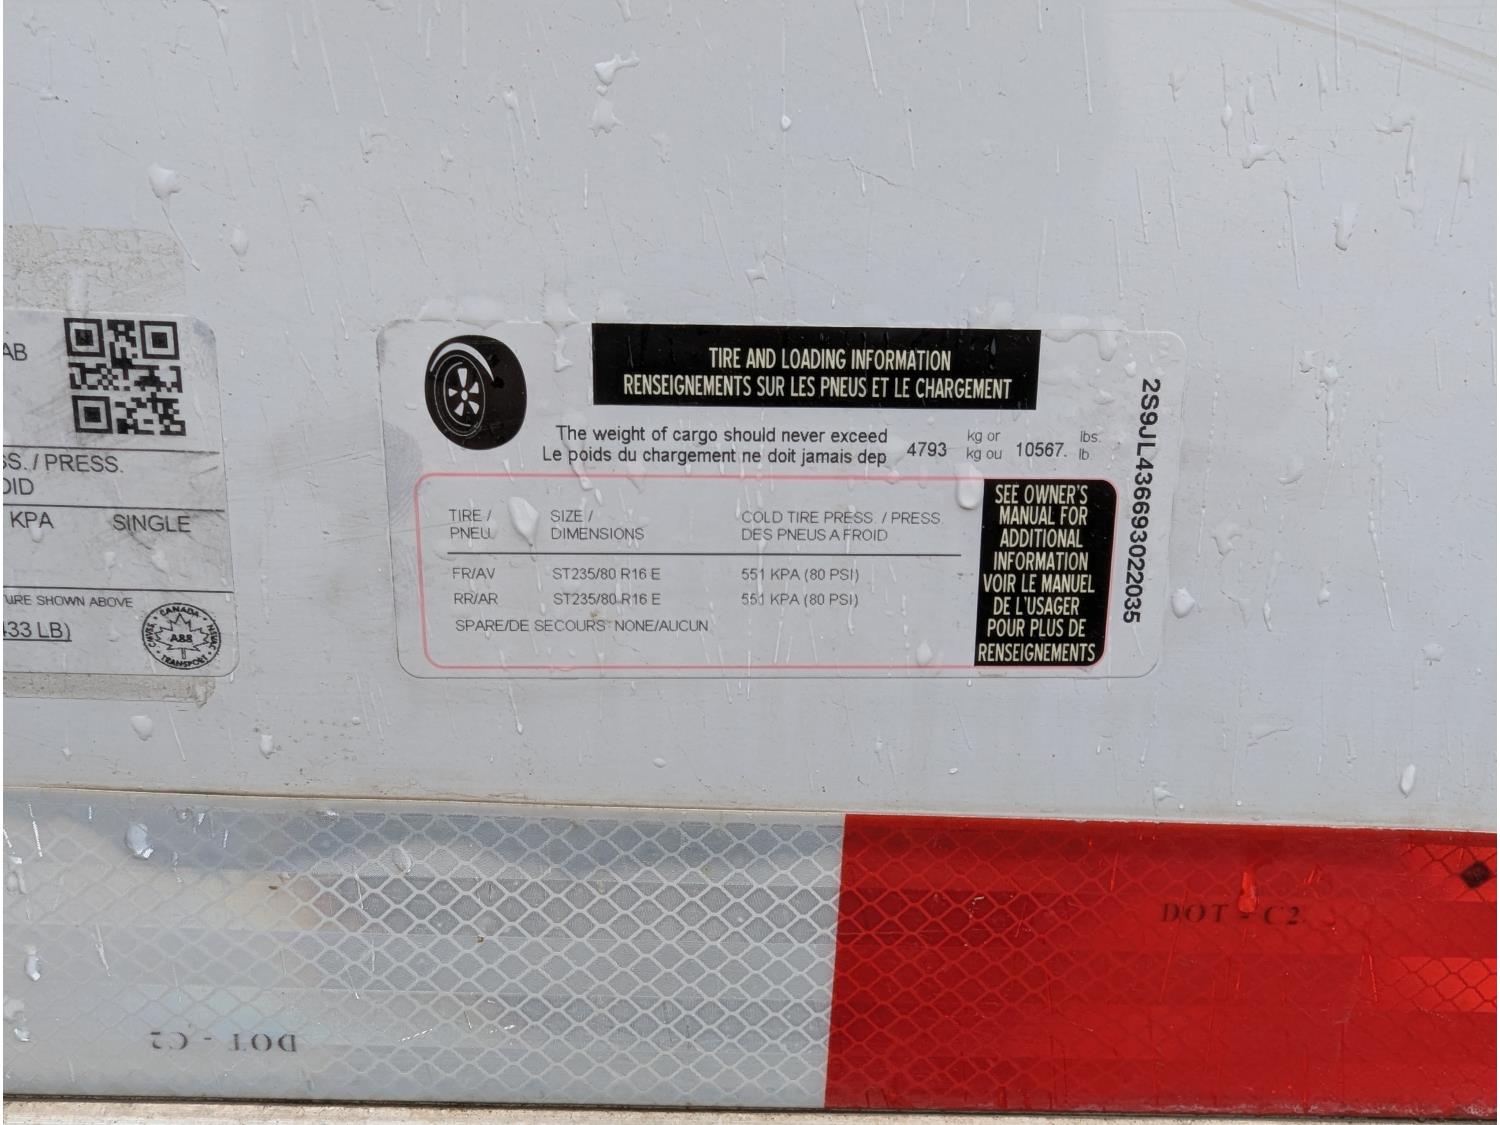 AB
SS. / PRESS.
OID
KPA SINGLE
URE SHOWN ABOVE
433 LB)
CANADA
A88
TRANSPORT
TIRE AND LOADING INFORMATION
RENSEIGNEMENTS SUR LES PNEUS ET LE CHARGEMENT
The weight of cargo should never exceed 4793 kg or 10567. lbs.
Le poids du chargement ne doit jamais dep kg ou lb
TIRE / SIZE / COLD TIRE PRESS. / PRESS.
PNEU DIMENSIONS DES PNEUS A FROID
FR/AV ST235/80 R16 E 551 KPA (80 PSI)
RR/AR ST235/80 R16 E 551 KPA (80 PSI)
SPARE/DE SECOURS NONE/AUCUN
SEE OWNER'S
MANUAL FOR
ADDITIONAL
INFORMATION
VOIR LE MANUEL
DE L'USAGER
POUR PLUS DE
RENSEIGNEMENTS
2S9JL436693022035
DOT - C2
DOT - C2